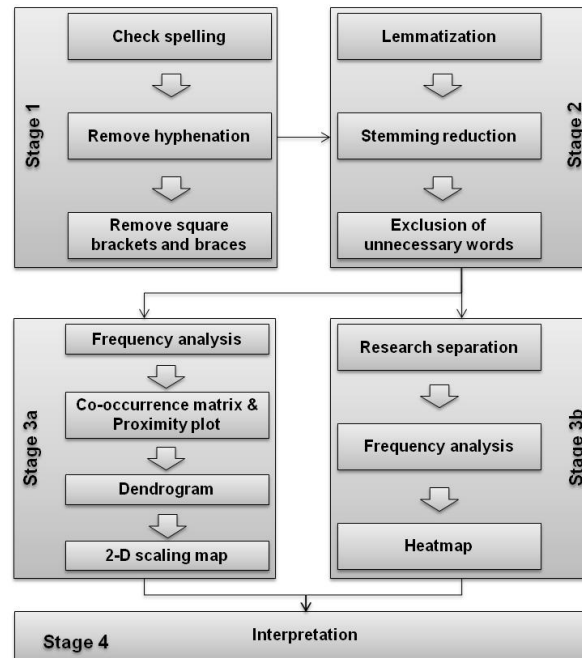 Stage 1
Check spelling
Remove hyphenation
Remove square
brackets and braces
Stage 2
Lemmatization
Stemming reduction
Exclusion of
unnecessary words
Stage 3a
Frequency analysis
Co-occurrence matrix &
Proximity plot
Dendrogram
2-D scaling map
Stage 3b
Research separation
Frequency analysis
Heatmap
Stage 4
Interpretation